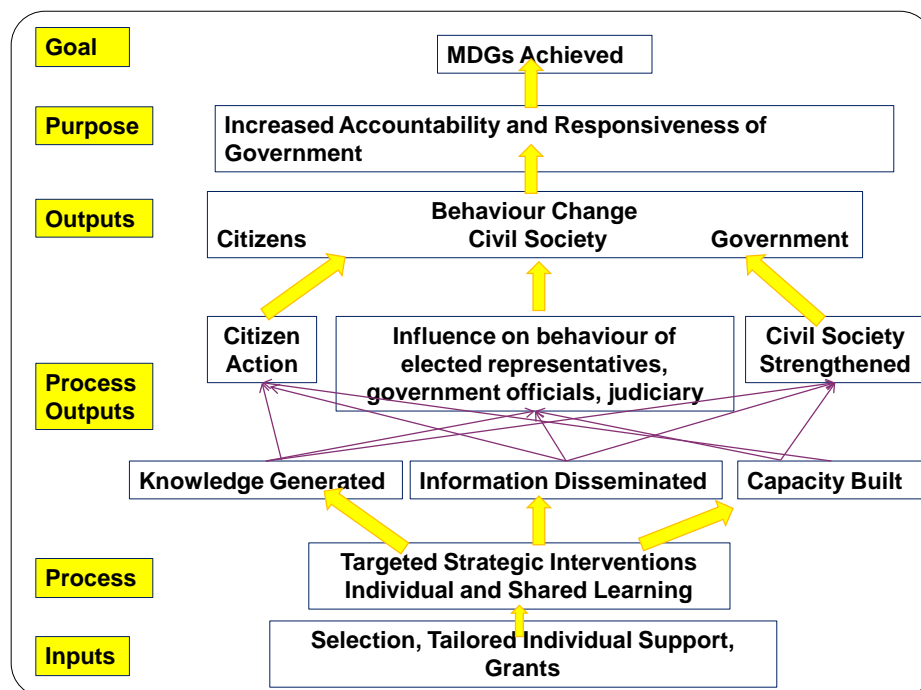 Goal
MDGs Achieved
Purpose
Increased Accountability and Responsiveness of
Government
Outputs
Behaviour Change
Citizens Civil Society Government
Citizen
Action
Influence on behaviour of
elected representatives,
government officials, judiciary
Civil Society
Strengthened
Process
Outputs
Knowledge Generated
Information Disseminated
Capacity Built
Process
Targeted Strategic Interventions
Individual and Shared Learning
Inputs
Selection, Tailored Individual Support,
Grants